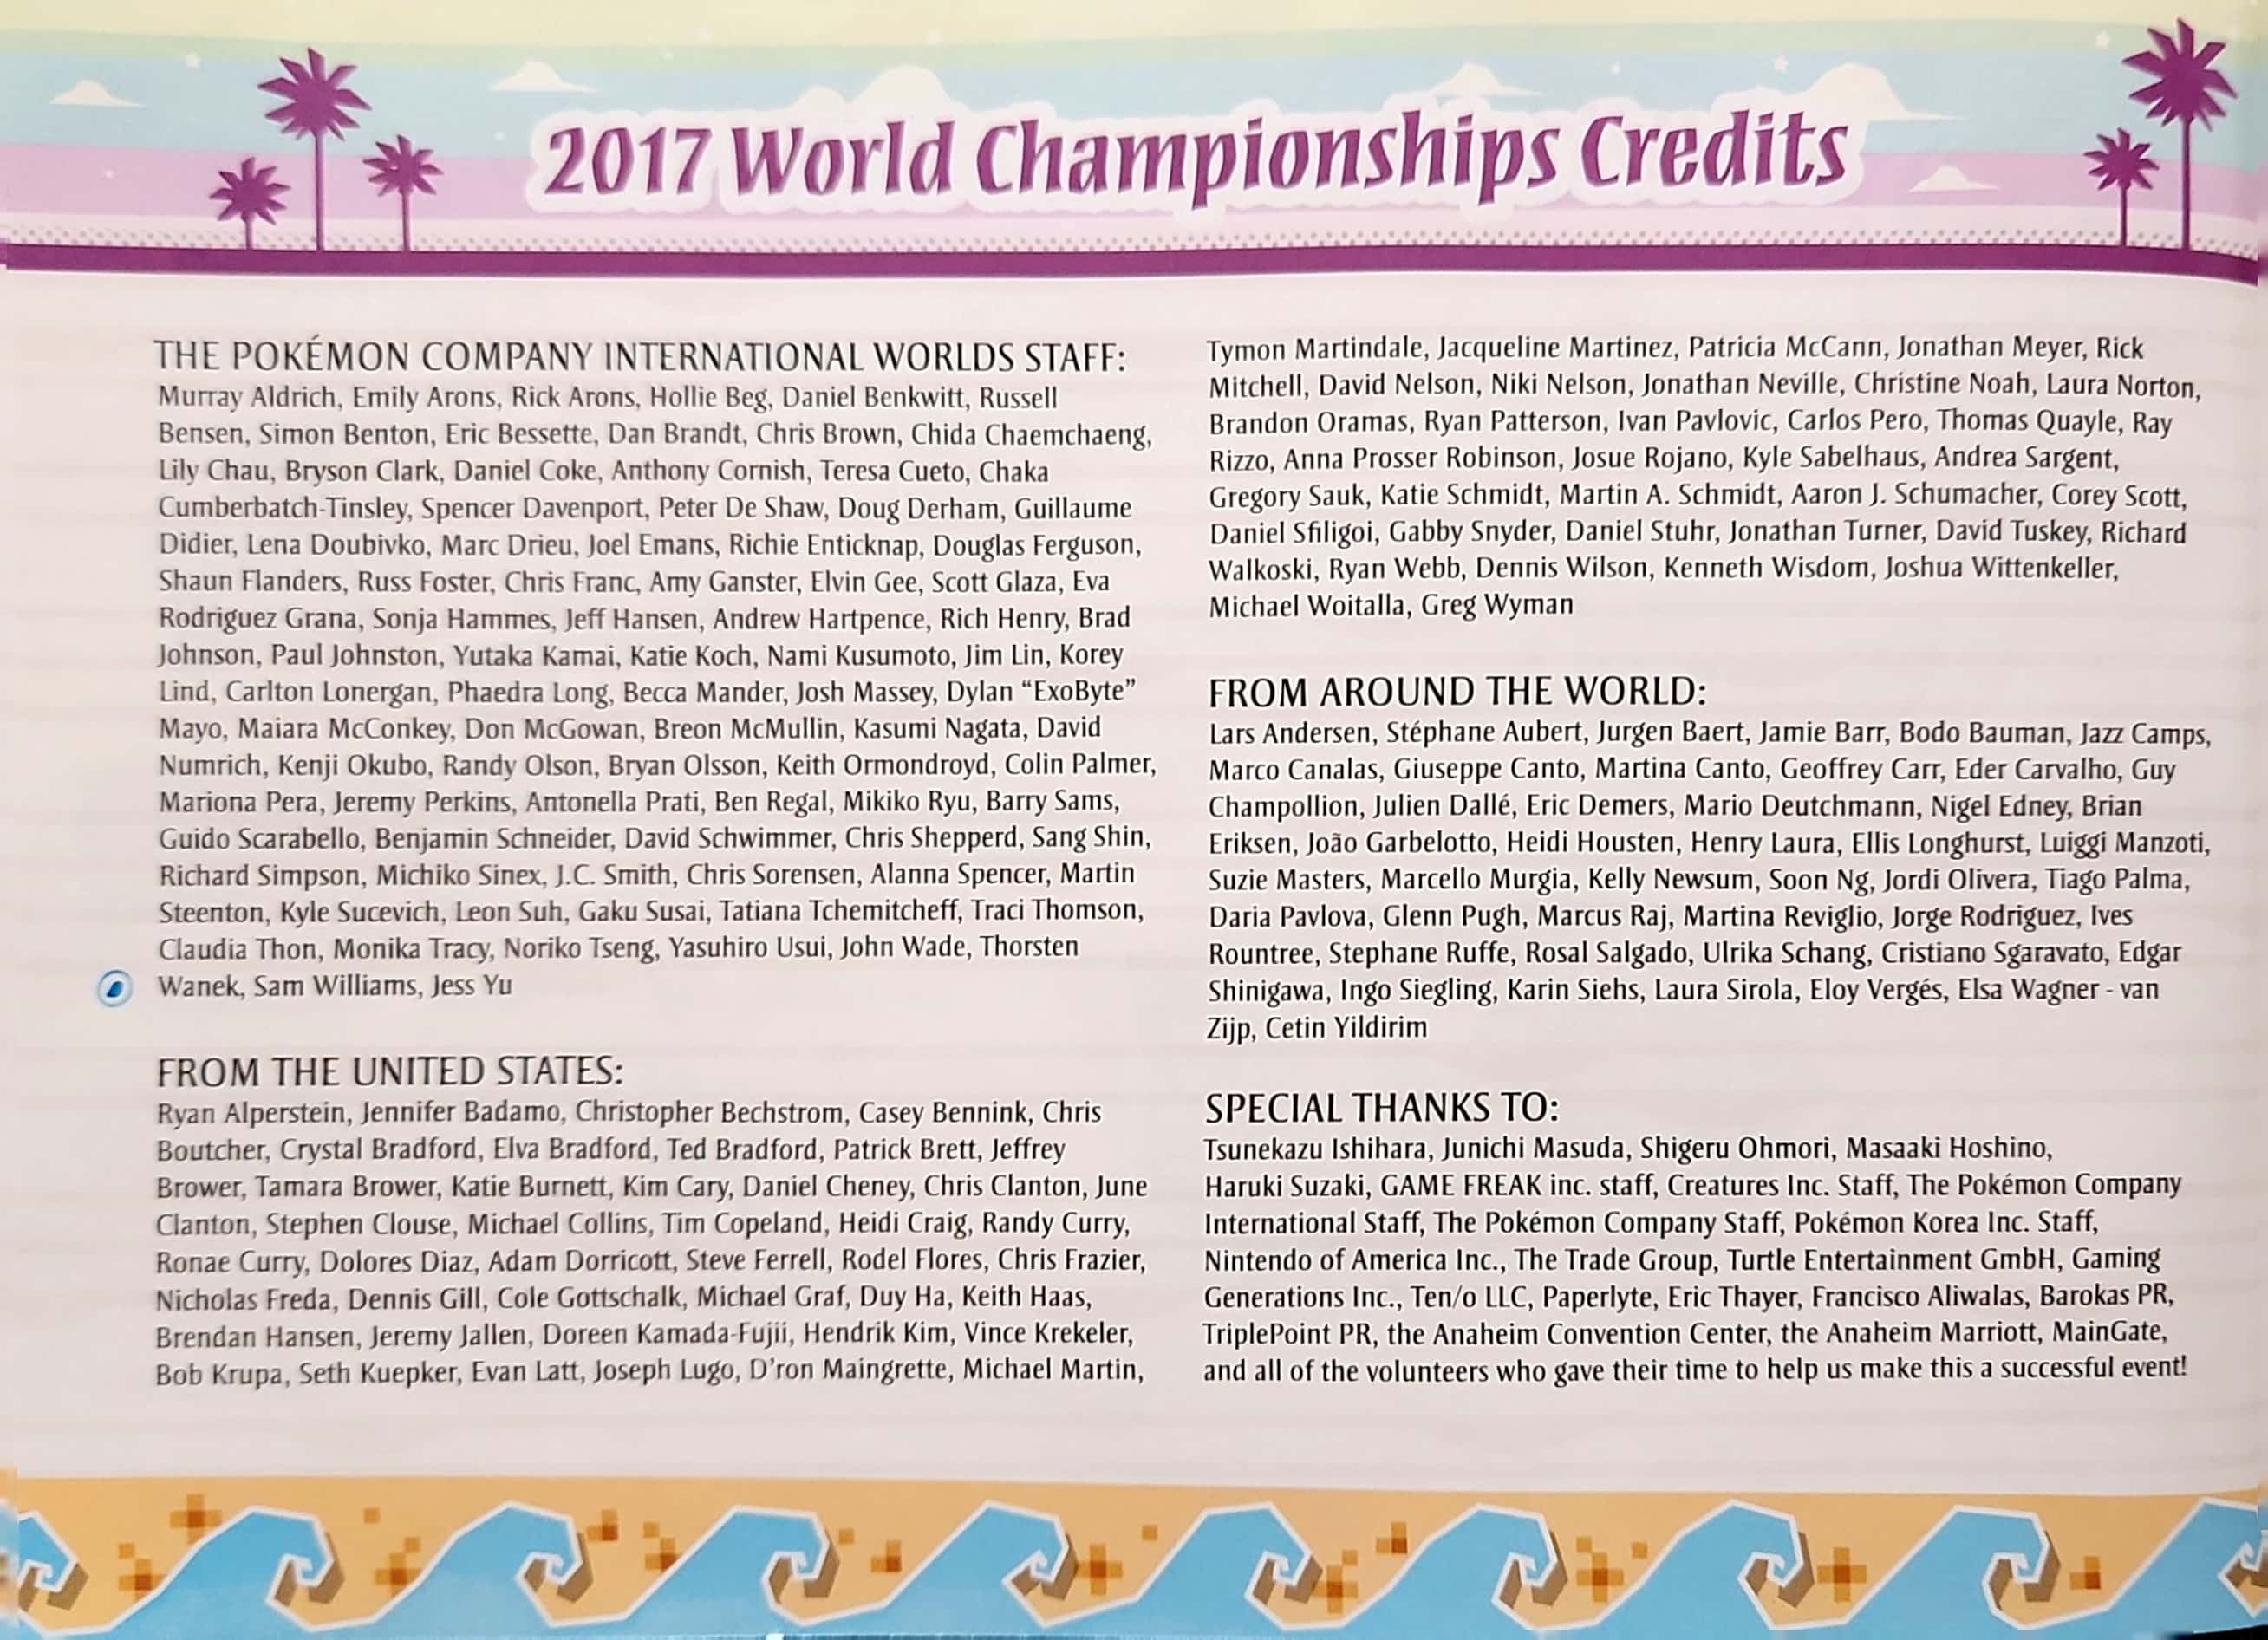 2017 World Championships Credits
THE POKÉMON COMPANY INTERNATIONAL WORLDS STAFF:
Murray Aldrich, Emily Arons, Rick Arons, Hollie Beg, Daniel Benkwitt, Russell
Bensen, Simon Benton, Eric Bessette, Dan Brandt, Chris Brown, Chida Chaemchaeng,
Lily Chau, Bryson Clark, Daniel Coke, Anthony Cornish, Teresa Cueto, Chaka
Cumberbatch-Tinsley, Spencer Davenport, Peter De Shaw, Doug Derham, Guillaume
Didier, Lena Doubivko, Marc Drieu, Joel Emans, Richie Enticknap, Douglas Ferguson,
Shaun Flanders, Russ Foster, Chris Franc, Amy Ganster, Elvin Gee, Scott Glaza, Eva
Rodriguez Grana, Sonja Hammes, Jeff Hansen, Andrew Hartpence, Rich Henry, Brad
Johnson, Paul Johnston, Yutaka Kamai, Katie Koch, Nami Kusumoto, Jim Lin, Korey
Lind, Carlton Lonergan, Phaedra Long, Becca Mander, Josh Massey, Dylan “ExoByte”
Mayo, Maiara McConkey, Don McGowan, Breon McMullin, Kasumi Nagata, David
Numrich, Kenji Okubo, Randy Olson, Bryan Olsson, Keith Ormondroyd, Colin Palmer,
Mariona Pera, Jeremy Perkins, Antonella Prati, Ben Regal, Mikiko Ryu, Barry Sams,
Guido Scarabello, Benjamin Schneider, David Schwimmer, Chris Shepperd, Sang Shin,
Richard Simpson, Michiko Sinex, J.C. Smith, Chris Sorensen, Alanna Spencer, Martin
Steenton, Kyle Sucevich, Leon Suh, Gaku Susai, Tatiana Tchemitcheff, Traci Thomson,
Claudia Thon, Monika Tracy, Noriko Tseng, Yasuhiro Usui, John Wade, Thorsten
Wanek, Sam Williams, Jess Yu
FROM THE UNITED STATES:
Ryan Alperstein, Jennifer Badamo, Christopher Bechstrom, Casey Bennink, Chris
Boutcher, Crystal Bradford, Elva Bradford, Ted Bradford, Patrick Brett, Jeffrey
Brower, Tamara Brower, Katie Burnett, Kim Cary, Daniel Cheney, Chris Clanton, June
Clanton, Stephen Clouse, Michael Collins, Tim Copeland, Heidi Craig, Randy Curry,
Ronae Curry, Dolores Diaz, Adam Dorricott, Steve Ferrell, Rodel Flores, Chris Frazier,
Nicholas Freda, Dennis Gill, Cole Gottschalk, Michael Graf, Duy Ha, Keith Haas,
Brendan Hansen, Jeremy Jallen, Doreen Kamada-Fujii, Hendrik Kim, Vince Krekeler,
Bob Krupa, Seth Kuepker, Evan Latt, Joseph Lugo, D'ron Maingrette, Michael Martin,
Tymon Martindale, Jacqueline Martinez, Patricia McCann, Jonathan Meyer, Rick
Mitchell, David Nelson, Niki Nelson, Jonathan Neville, Christine Noah, Laura Norton,
Brandon Oramas, Ryan Patterson, Ivan Pavlovic, Carlos Pero, Thomas Quayle, Ray
Rizzo, Anna Prosser Robinson, Josue Rojano, Kyle Sabelhaus, Andrea Sargent,
Gregory Sauk, Katie Schmidt, Martin A. Schmidt, Aaron J. Schumacher, Corey Scott,
Daniel Sfiligoi, Gabby Snyder, Daniel Stuhr, Jonathan Turner, David Tuskey, Richard
Walkoski, Ryan Webb, Dennis Wilson, Kenneth Wisdom, Joshua Wittenkeller,
Michael Woitalla, Greg Wyman
FROM AROUND THE WORLD:
Lars Andersen, Stéphane Aubert, Jurgen Baert, Jamie Barr, Bodo Bauman, Jazz Camps,
Marco Canalas, Giuseppe Canto, Martina Canto, Geoffrey Carr, Eder Carvalho, Guy
Champollion, Julien Dallé, Eric Demers, Mario Deutchmann, Nigel Edney, Brian
Eriksen, João Garbelotto, Heidi Housten, Henry Laura, Ellis Longhurst, Luiggi Manzoti,
Suzie Masters, Marcello Murgia, Kelly Newsum, Soon Ng, Jordi Olivera, Tiago Palma,
Daria Pavlova, Glenn Pugh, Marcus Raj, Martina Reviglio, Jorge Rodriguez, Ives
Rountree, Stephane Ruffe, Rosal Salgado, Ulrika Schang, Cristiano Sgaravato, Edgar
Shinigawa, Ingo Siegling, Karin Siehs, Laura Sirola, Eloy Vergés, Elsa Wagner - van
Zijp, Cetin Yildirim
SPECIAL THANKS TO:
Tsunekazu Ishihara, Junichi Masuda, Shigeru Ohmori, Masaaki Hoshino,
Haruki Suzaki, GAME FREAK inc. staff, Creatures Inc. Staff, The Pokémon Company
International Staff, The Pokémon Company Staff, Pokémon Korea Inc. Staff,
Nintendo of America Inc., The Trade Group, Turtle Entertainment GmbH, Gaming
Generations Inc., Ten/o LLC, Paperlyte, Eric Thayer, Francisco Aliwalas, Barokas PR,
TriplePoint PR, the Anaheim Convention Center, the Anaheim Marriott, MainGate,
and all of the volunteers who gave their time to help us make this a successful event!